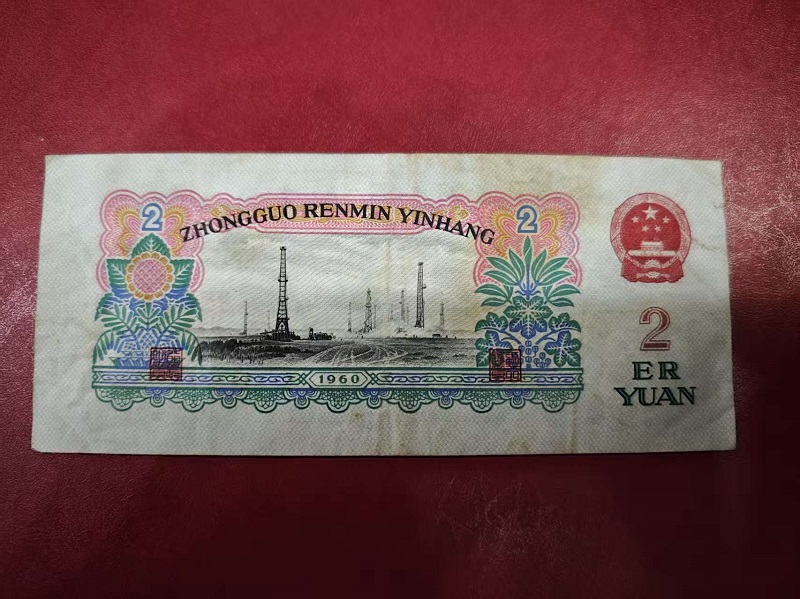 2
ZHONGGUO RENMIN YINHANG
2
1960
2
ER
YUAN